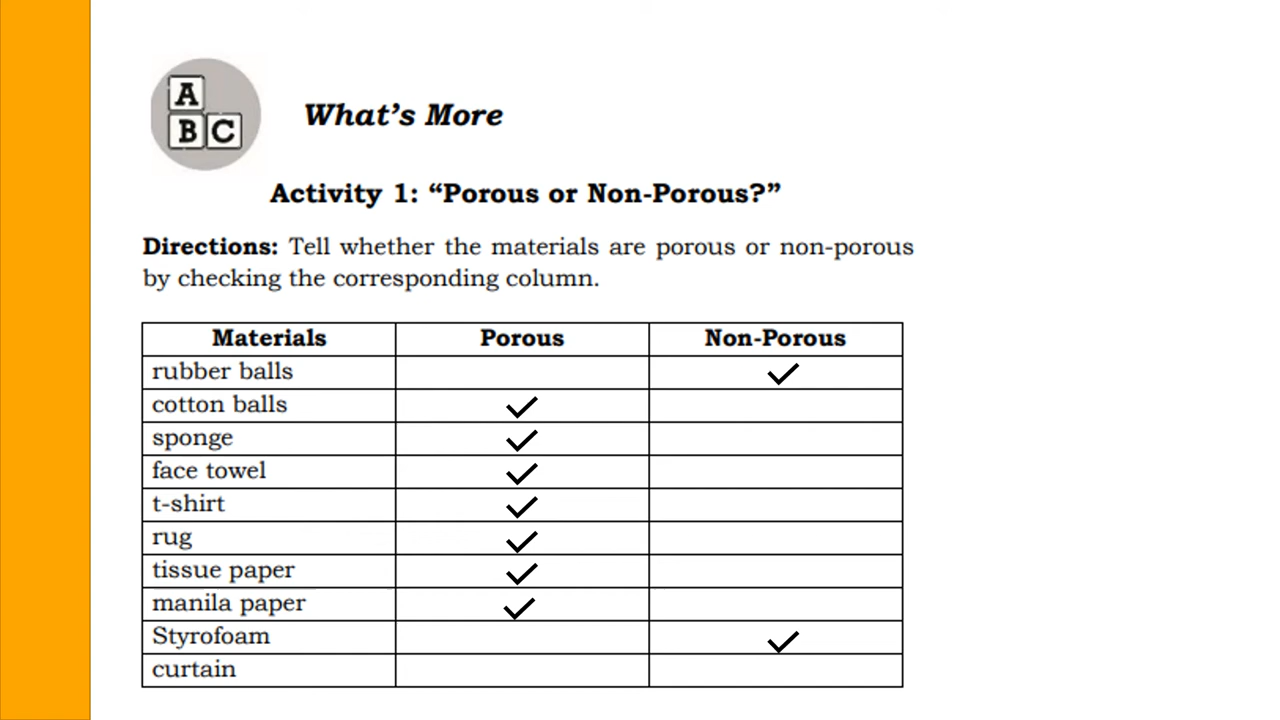 A
B C
What's More
Activity 1: “Porous or Non-Porous?”
Directions: Tell whether the materials are porous or non-porous
by checking the corresponding column.
Materials Porous Non-Porous
rubber balls ✓
cotton balls ✓
sponge ✓
face towel ✓
t-shirt ✓
rug ✓
tissue paper ✓
manila paper ✓
Styrofoam ✓
curtain